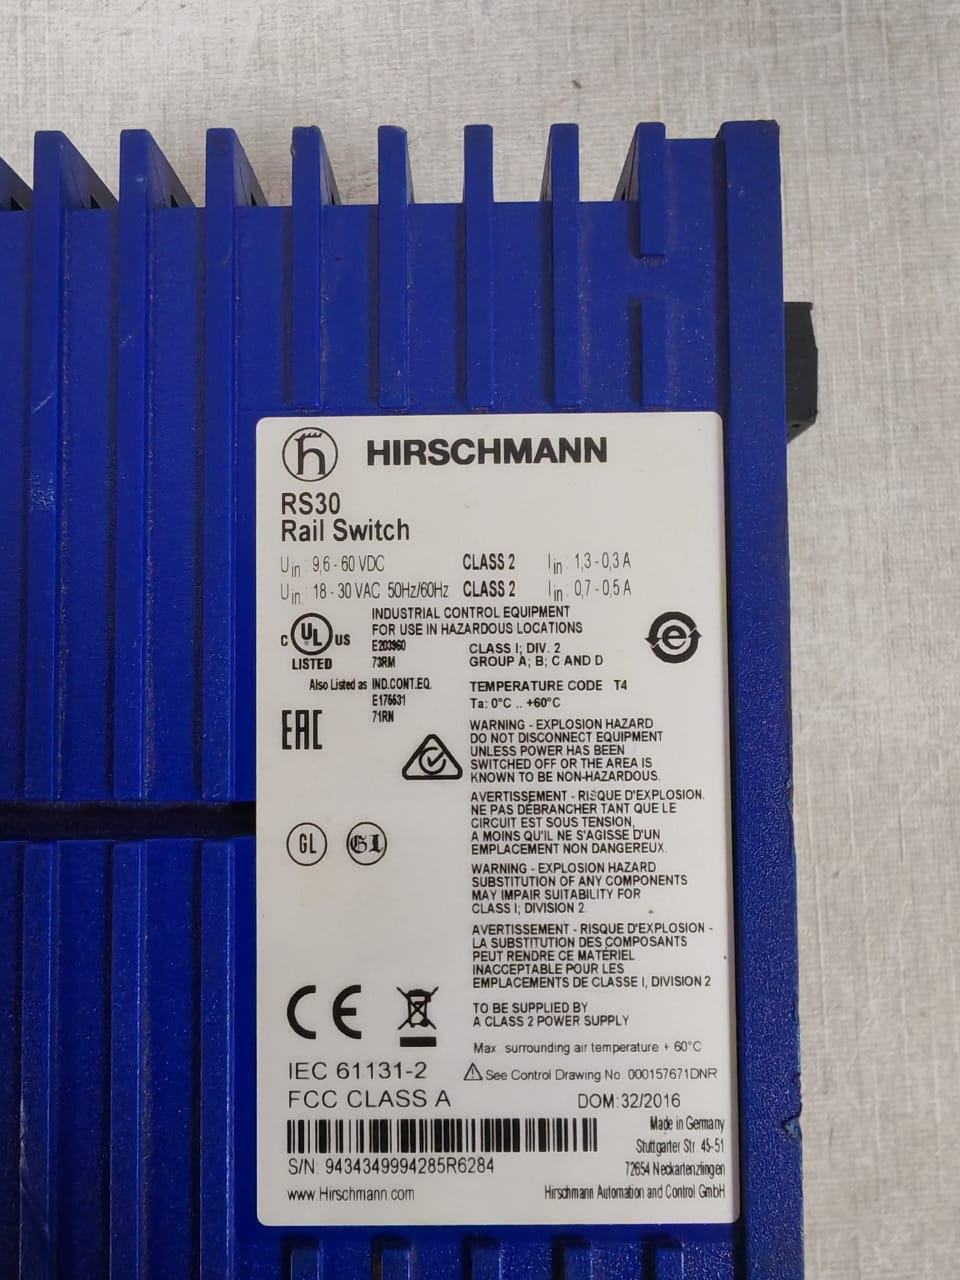 HIRSCHMANN
RS30
Rail Switch
Uin : 9,6 - 60 VDC CLASS 2 Iin : 1,3 - 0,3 A
Uin : 18 - 30 VAC 50Hz/60Hz CLASS 2 Iin : 0,7 - 0,5 A
INDUSTRIAL CONTROL EQUIPMENT
FOR USE IN HAZARDOUS LOCATIONS
C UL US
LISTED
E203960
73RM
CLASS I; DIV. 2
GROUP A; B; C AND D
Also Listed as IND.CONT.EQ.
E175531
71RN
TEMPERATURE CODE T4
Ta: 0°C .. +60°C
EAC
WARNING - EXPLOSION HAZARD
DO NOT DISCONNECT EQUIPMENT
UNLESS POWER HAS BEEN
SWITCHED OFF OR THE AREA IS
KNOWN TO BE NON-HAZARDOUS.
AVERTISSEMENT - RISQUE D'EXPLOSION.
NE PAS DÉBRANCHER TANT QUE LE
CIRCUIT EST SOUS TENSION,
A MOINS QU'IL NE S'AGISSE D'UN
EMPLACEMENT NON DANGEREUX.
GL GL
WARNING - EXPLOSION HAZARD
SUBSTITUTION OF ANY COMPONENTS
MAY IMPAIR SUITABILITY FOR
CLASS I; DIVISION 2.
AVERTISSEMENT - RISQUE D'EXPLOSION -
LA SUBSTITUTION DES COMPOSANTS
PEUT RENDRE CE MATÉRIEL
INACCEPTABLE POUR LES
EMPLACEMENTS DE CLASSE I, DIVISION 2
CE
TO BE SUPPLIED BY
A CLASS 2 POWER SUPPLY
Max. surrounding air temperature + 60°C
IEC 61131-2
See Control Drawing No. 000157671DNR
FCC CLASS A
DOM: 32/2016
Made in Germany
Stuttgarter Str. 45-51
S/N: 9434349994285R6284
72654 Neckartenzlingen
www.Hirschmann.com
Hirschmann Automation and Control GmbH